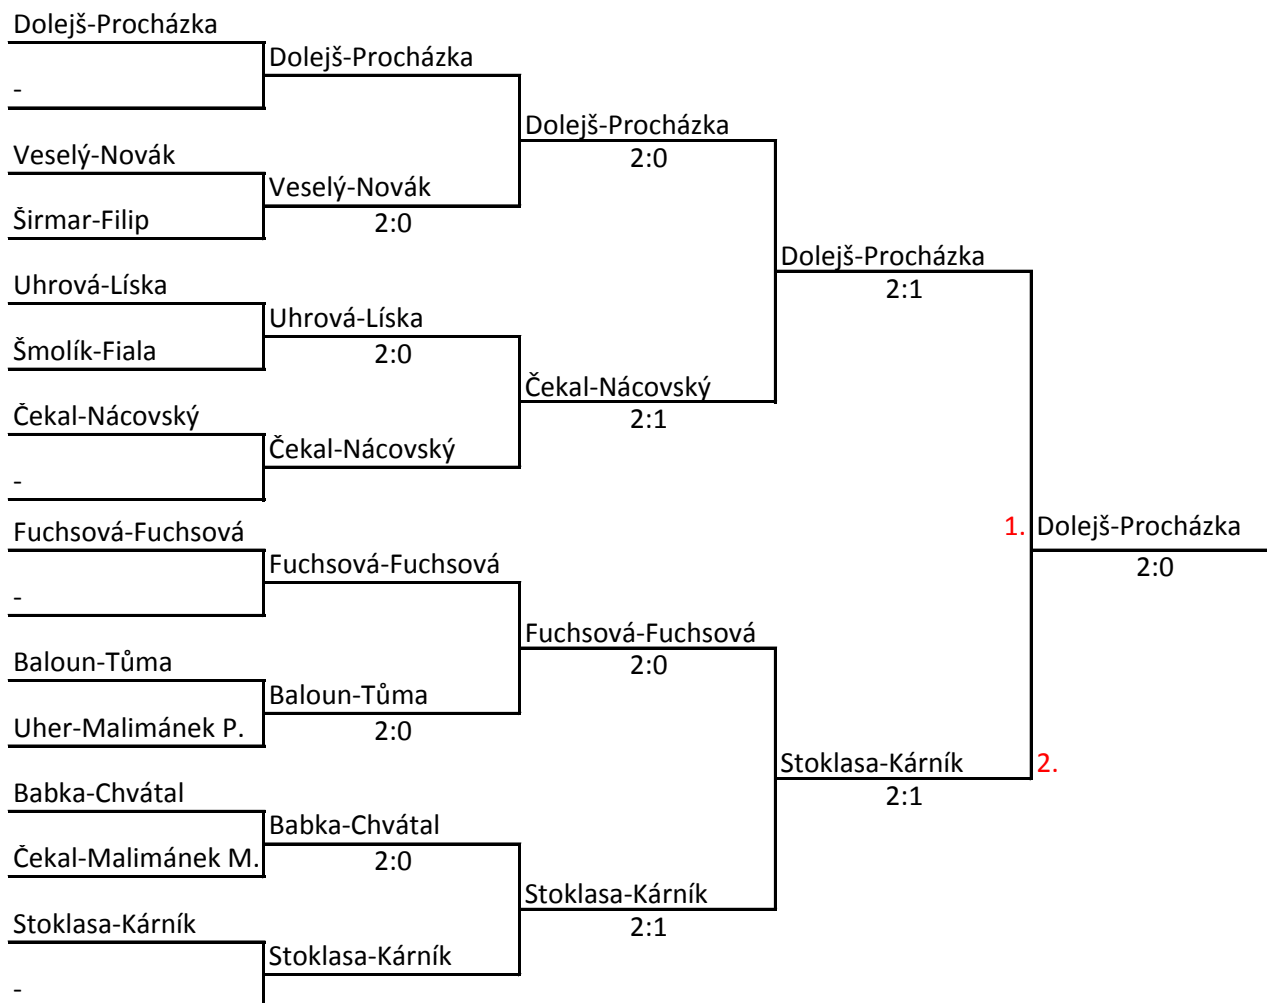 Dolejš-Procházka
-
Veselý-Novák
Širmar-Filip
Uhrová-Líska
Šmolík-Fiala
Čekal-Nácovský
-
Fuchsová-Fuchsová
-
Baloun-Tůma
Uher-Malimánek P.
Babka-Chvátal
Čekal-Malimánek M.
Stoklasa-Kárník
-
Dolejš-Procházka
Veselý-Novák
2:0
Uhrová-Líska
2:0
Čekal-Nácovský
Fuchsová-Fuchsová
Baloun-Tůma
2:0
Babka-Chvátal
2:0
Stoklasa-Kárník
Dolejš-Procházka
2:0
Čekal-Nácovský
2:1
Fuchsová-Fuchsová
2:0
Stoklasa-Kárník
2:1
Dolejš-Procházka
2:1
Stoklasa-Kárník
2:1
1. Dolejš-Procházka
2:0
2.